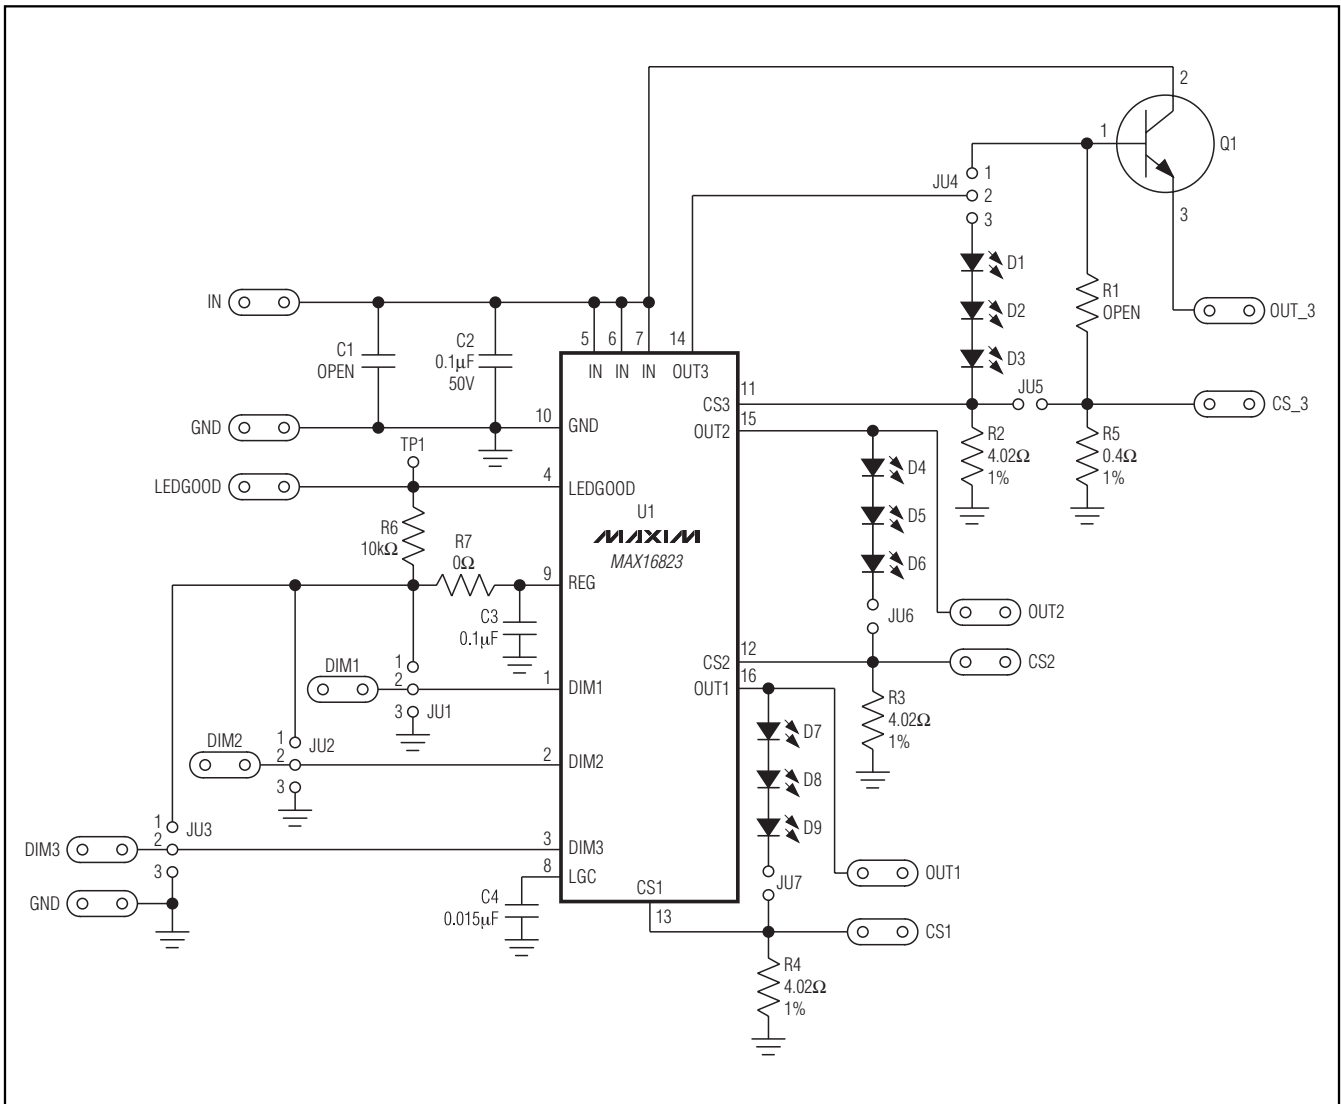 2
1
Q1
JU4
1
2
3
3
D1
D2
D3
R1
OPEN
OUT_3
IN
C1
OPEN
C2
0.1µF
50V
5
6
7
14
IN
IN
IN
OUT3
11
CS3
JU5
CS_3
15
OUT2
R2
4.02Ω
1%
R5
0.4Ω
1%
GND
10
GND
TP1
LEDGOOD
4
LEDGOOD
U1
MAXIM
MAX16823
D4
D5
D6
R6
10kΩ
R7
0Ω
9
REG
C3
0.1µF
JU6
OUT2
12
CS2
CS2
16
OUT1
DIM1
1
2
3
JU1
1
DIM1
R3
4.02Ω
1%
D7
D8
D9
DIM2
1
2
3
JU2
2
DIM2
DIM3
1
2
3
JU3
3
DIM3
8
LGC
GND
C4
0.015µF
CS1
13
JU7
OUT1
CS1
R4
4.02Ω
1%